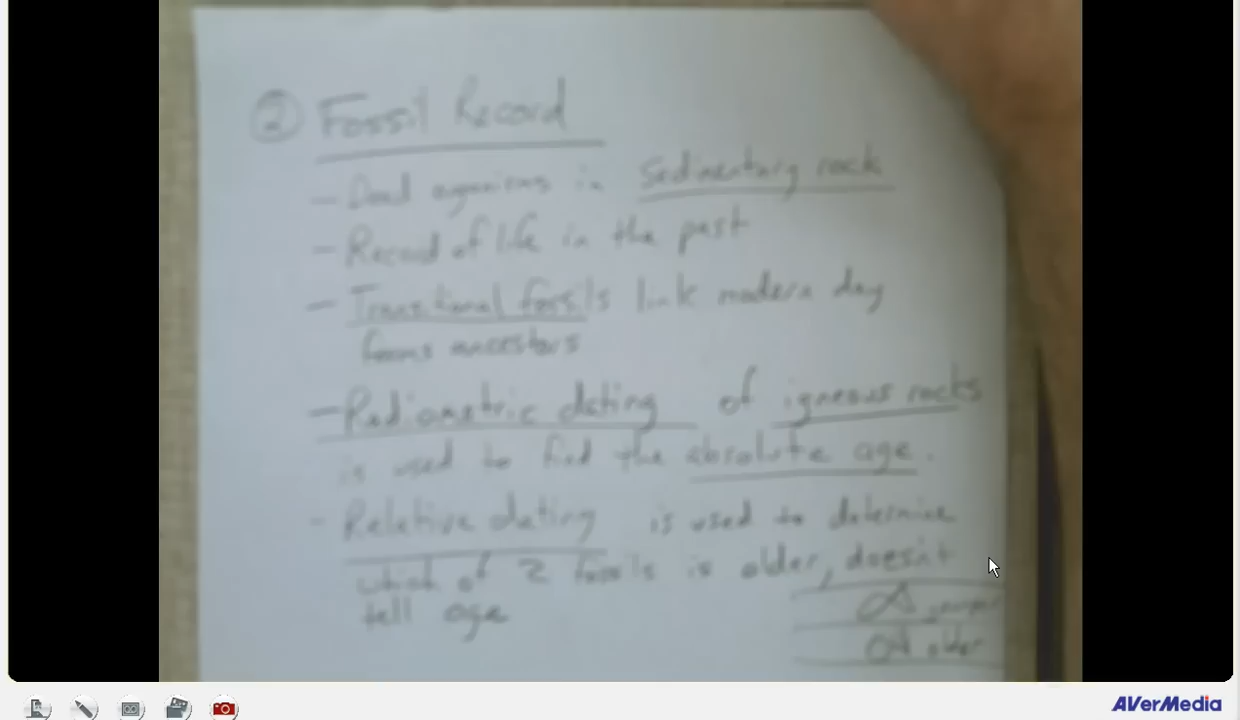 ② Fossil Record
- Dead organisms in sedimentary rock
- Record of life in the past
- Transitional fossils link modern day
forms ancestors
- Radiometric dating of igneous rocks
is used to find the absolute age.
- Relative dating is used to determine
which of 2 fossils is older, doesn't
tell age
younger
older
AVerMedia